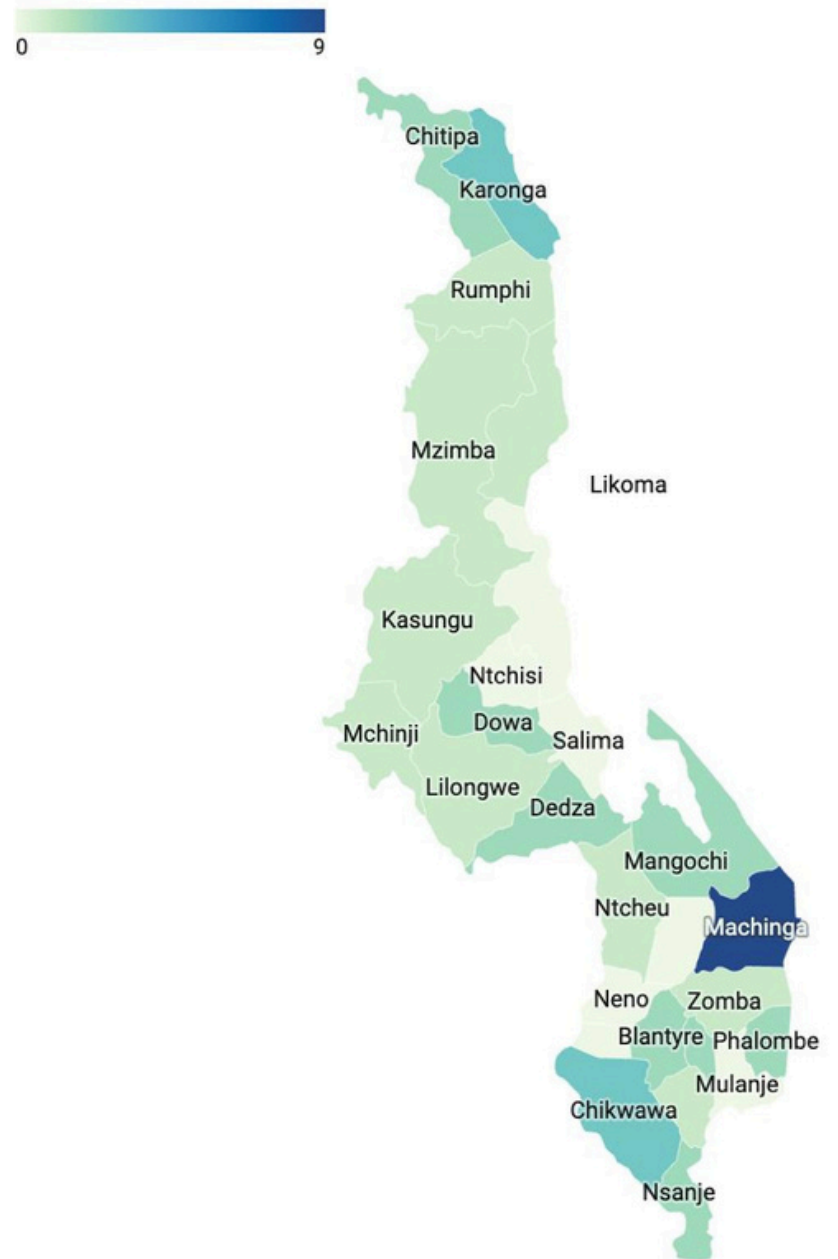 0 9
Chitipa
Karonga
Rumphi
Mzimba
Likoma
Kasungu
Ntchisi
Dowa
Mchinji
Salima
Lilongwe
Dedza
Mangochi
Ntcheu
Machinga
Neno
Zomba
Blantyre
Phalombe
Mulanje
Chikwawa
Nsanje